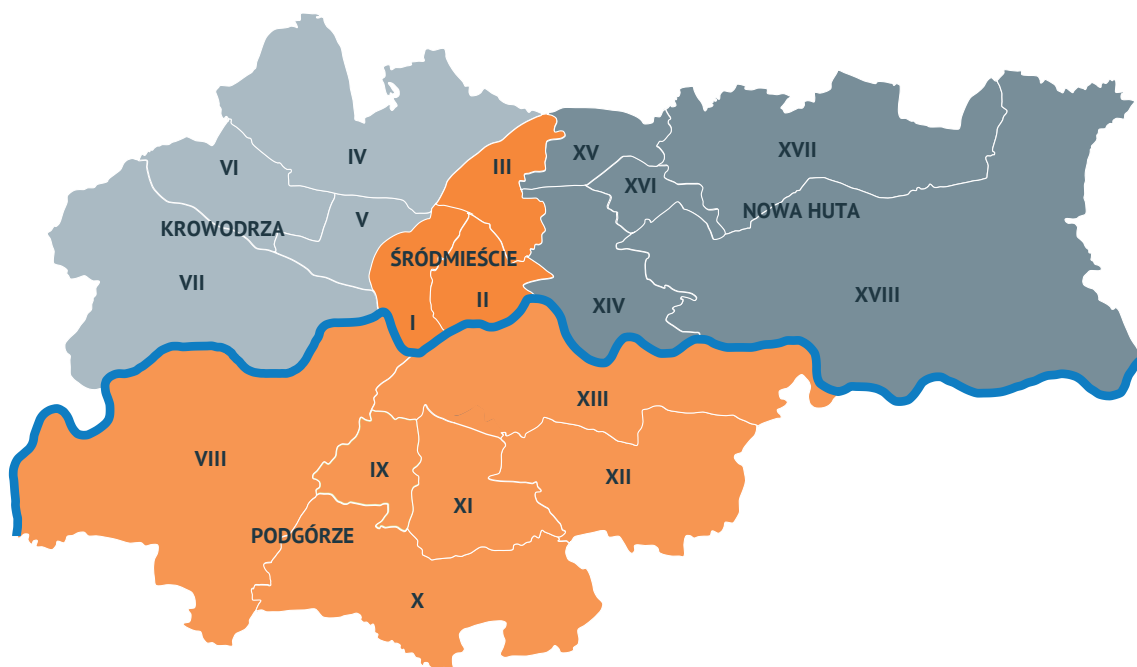 IV
III
XV
XVII
VI
XVI
V
NOWA HUTA
KROWODRZA
ŚRÓDMIEŚCIE
VII
II
XVIII
XIV
I
XIII
VIII
IX
XII
XI
PODGÓRZE
X